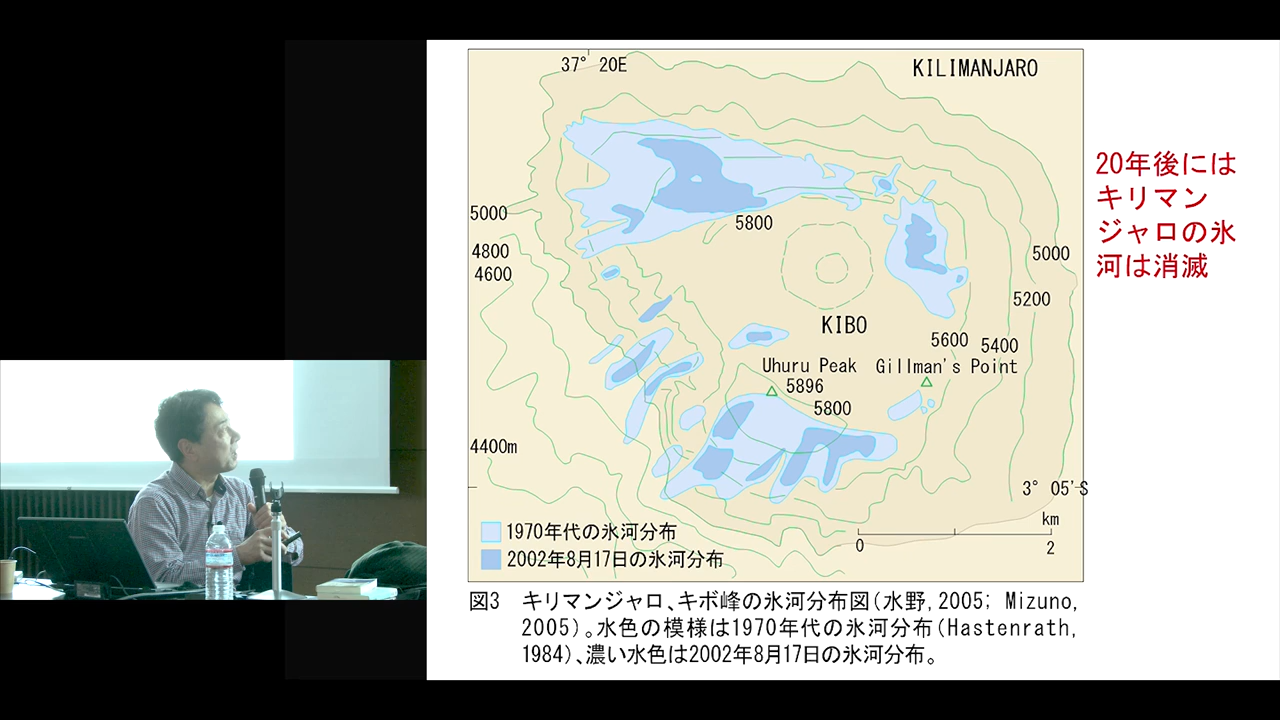 37° 20E
KILIMANJARO
20年後には
キリマン
ジャロの氷
河は消滅
5000
5800
4800
5000
4600
5200
KIBO
5600
5400
Uhuru Peak
Gillman's Point
5896
5800
4400m
3° 05'S
km
0
2
1970年代の氷河分布
2002年8月17日の氷河分布
図3 キリマンジャロ、キボ峰の氷河分布図(水野,2005; Mizuno,
2005)。水色の模様は1970年代の氷河分布(Hastenrath,
1984)、濃い水色は2002年8月17日の氷河分布。